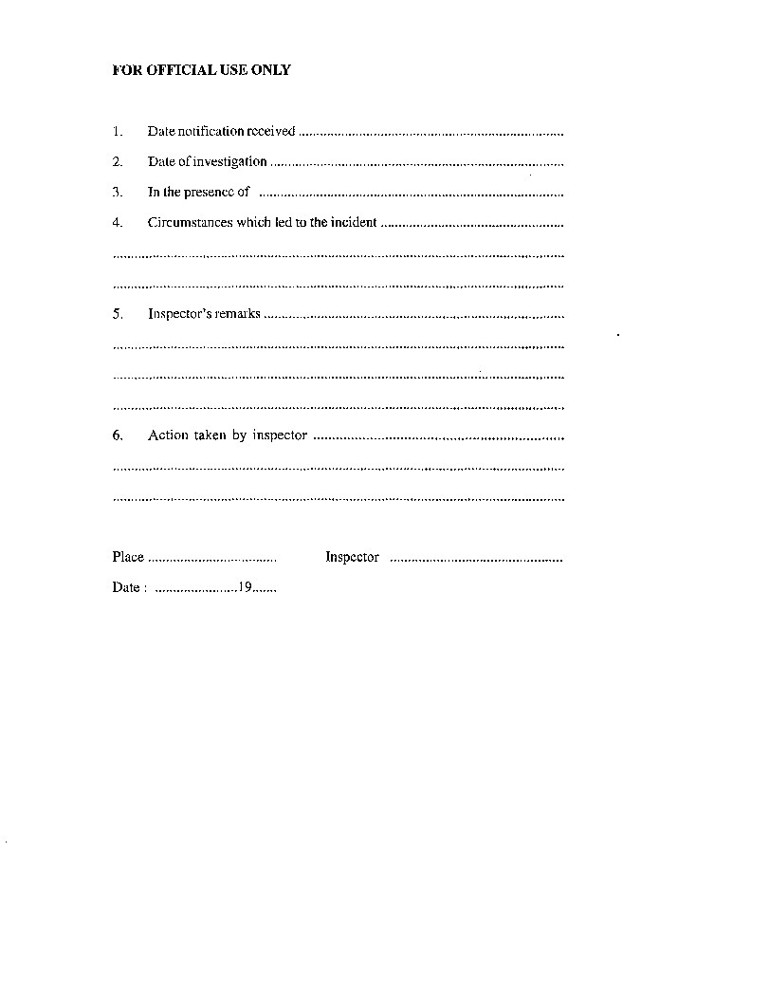 FOR OFFICIAL USE ONLY
1. Date notification received ..........................................................................
2. Date of investigation ..................................................................................
3. In the presence of .....................................................................................
4. Circumstances which led to the incident ...................................................
..............................................................................................................................
..............................................................................................................................
5. Inspector's remarks ....................................................................................
..............................................................................................................................
..............................................................................................................................
..............................................................................................................................
6. Action taken by inspector ......................................................................
..............................................................................................................................
..............................................................................................................................
Place .................................... Inspector ................................................
Date : .......................19.......